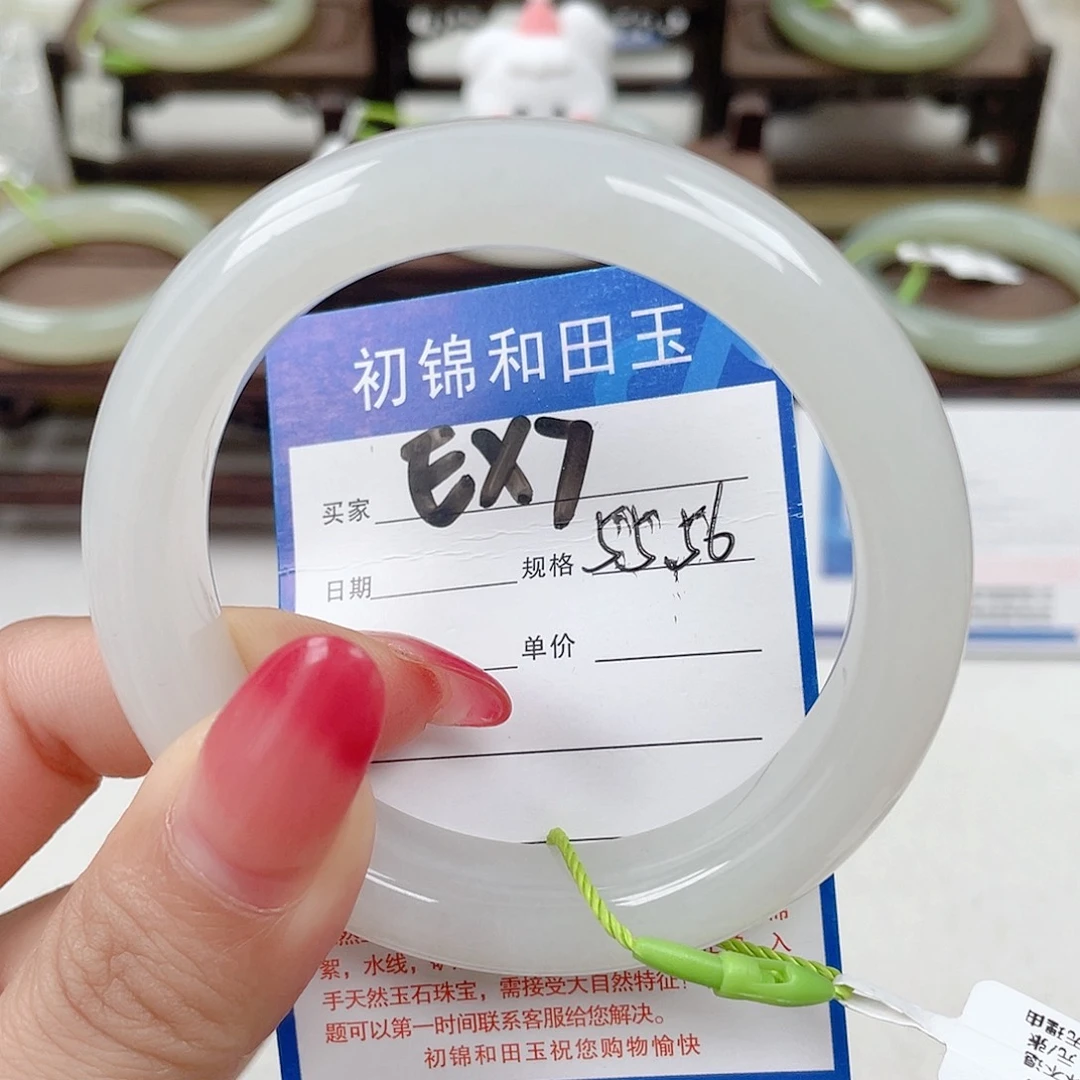 初锦和田玉
买家 EX7
日期 规格 55.56
单价
絮，水线，
手天然玉石珠宝，需接受大自然特征！
题可以第一时间联系客服给您解决。
初锦和田玉祝您购物愉快